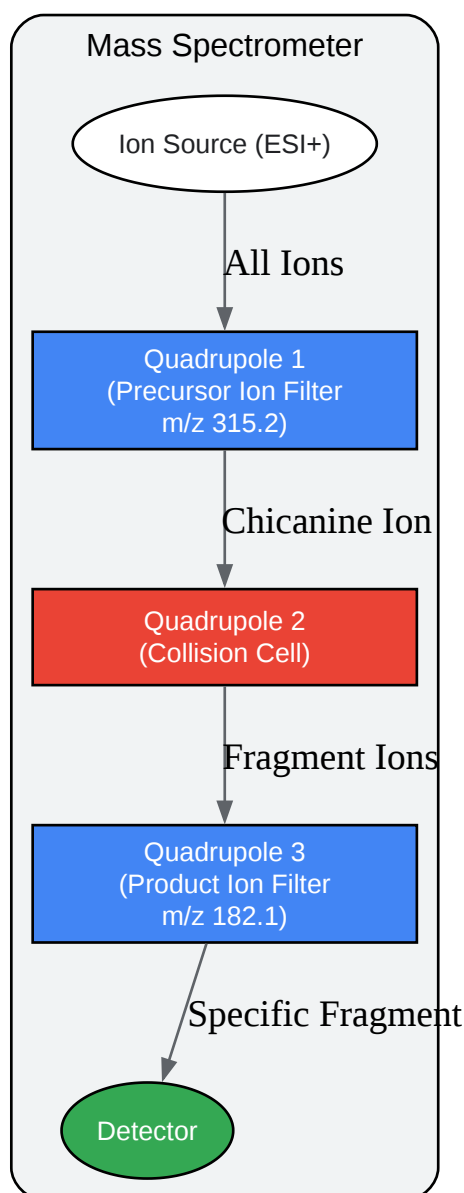 Mass Spectrometer
Ion Source (ESI+)
All Ions
Quadrupole 1
(Precursor Ion Filter
m/z 315.2)
Chicanine Ion
Quadrupole 2
(Collision Cell)
Fragment Ions
Quadrupole 3
(Product Ion Filter
m/z 182.1)
Specific Fragment
Detector